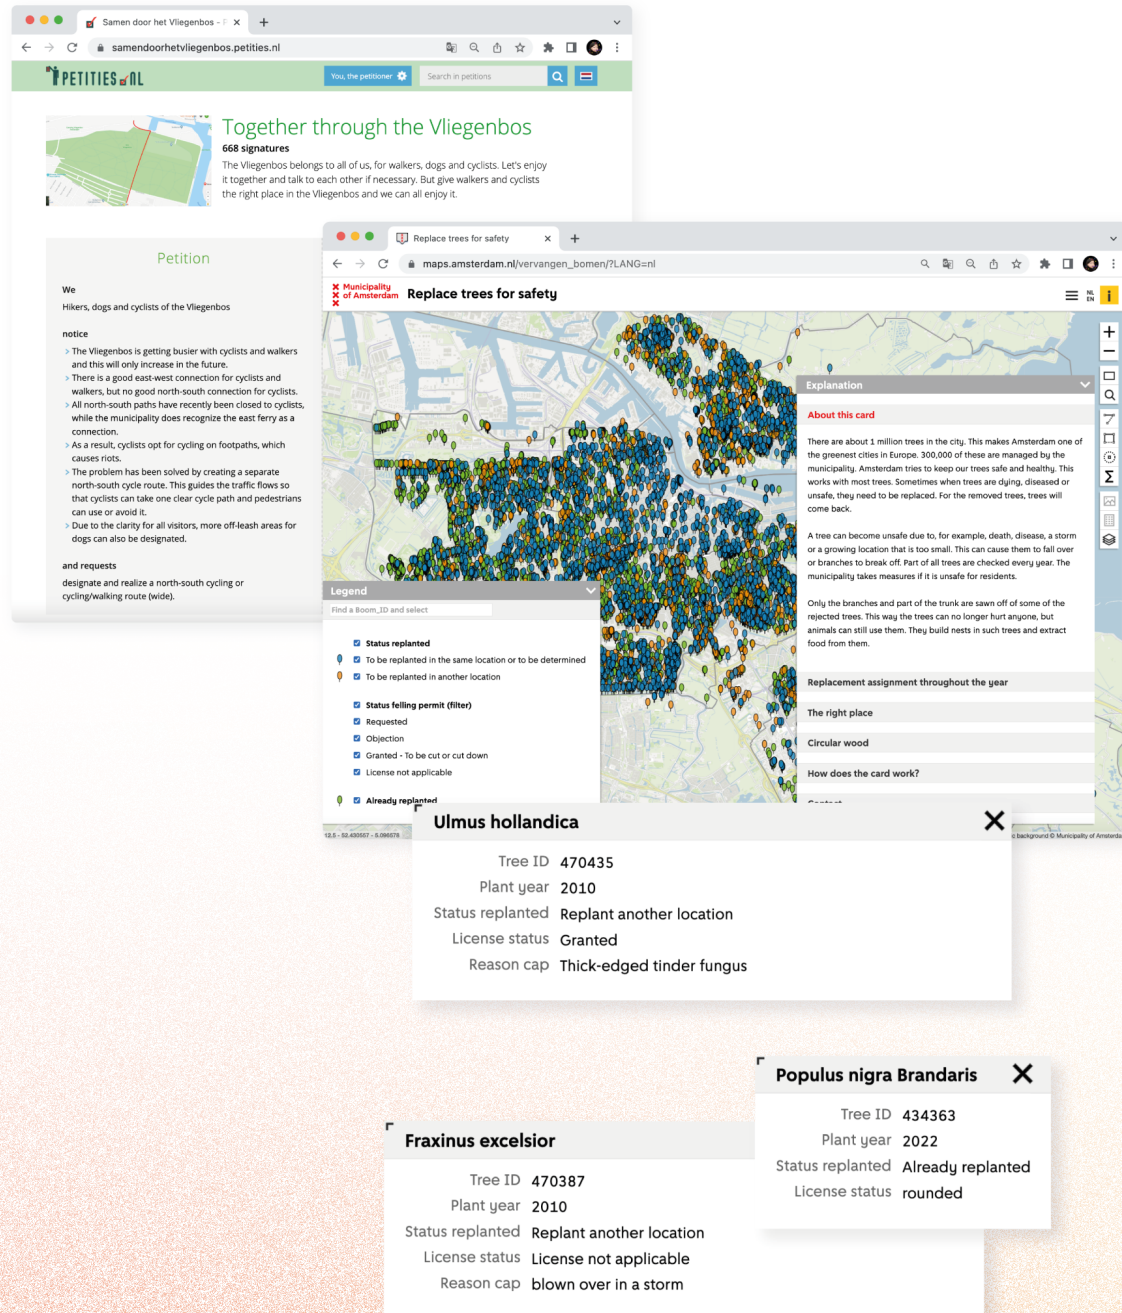 Samen door het Vliegenbos -
samendoorhetvliegenbos.petities.nl
PETITIES.NL
You, the petitioner
Search in petitions
Together through the Vliegenbos
668 signatures
The Vliegenbos belongs to all of us, for walkers, dogs and cyclists. Let's enjoy
it together and talk to each other if necessary. But give walkers and cyclists
the right place in the Vliegenbos and we can all enjoy it.
Petition
We
Hikers, dogs and cyclists of the Vliegenbos
notice
The Vliegenbos is getting busier with cyclists and walkers
and this will only increase in the future.
There is a good east-west connection for cyclists and
walkers, but no good north-south connection for cyclists.
All north-south paths have recently been closed to cyclists,
while the municipality does recognize the east ferry as a
connection.
As a result, cyclists opt for cycling on footpaths, which
causes riots.
The problem has been solved by creating a separate
north-south cycle route. This guides the traffic flows so
that cyclists can take one clear cycle path and pedestrians
can use or avoid it.
Due to the clarity for all visitors, more off-leash areas for
dogs can also be designated.
and requests
designate and realize a north-south cycling or
cycling/walking route (wide).
Replace trees for safety
maps.amsterdam.nl/vervangen_bomen/?LANG=nl
Municipality
of Amsterdam
Replace trees for safety
NL
EN
i
Explanation
About this card
There are about 1 million trees in the city. This makes Amsterdam one of
the greenest cities in Europe. 300,000 of these are managed by the
municipality. Amsterdam tries to keep our trees safe and healthy. This
works with most trees. Sometimes when trees are dying, diseased or
unsafe, they need to be replaced. For the removed trees, trees will
come back.
A tree can become unsafe due to, for example, death, disease, a storm
or a growing location that is too small. This can cause them to fall over
or branches to break off. Part of all trees are checked every year. The
municipality takes measures if it is unsafe for residents.
Only the branches and part of the trunk are sawn off of some of the
rejected trees. This way the trees can no longer hurt anyone, but
animals can still use them. They build nests in such trees and extract
food from them.
Replacement assignment throughout the year
The right place
Circular wood
How does the card work?
Contact
Legend
Find a Boom_ID and select
Status replanted
To be replanted in the same location or to be determined
To be replanted in another location
Status felling permit (filter)
Requested
Objection
Granted - To be cut or cut down
License not applicable
Already replanted
12.5 - 52.430557 - 5.096578
background © Municipality of Amsterda
Ulmus hollandica
Tree ID 470435
Plant year 2010
Status replanted Replant another location
License status Granted
Reason cap Thick-edged tinder fungus
Populus nigra Brandaris
Tree ID 434363
Plant year 2022
Status replanted Already replanted
License status rounded
Fraxinus excelsior
Tree ID 470387
Plant year 2010
Status replanted Replant another location
License status License not applicable
Reason cap blown over in a storm